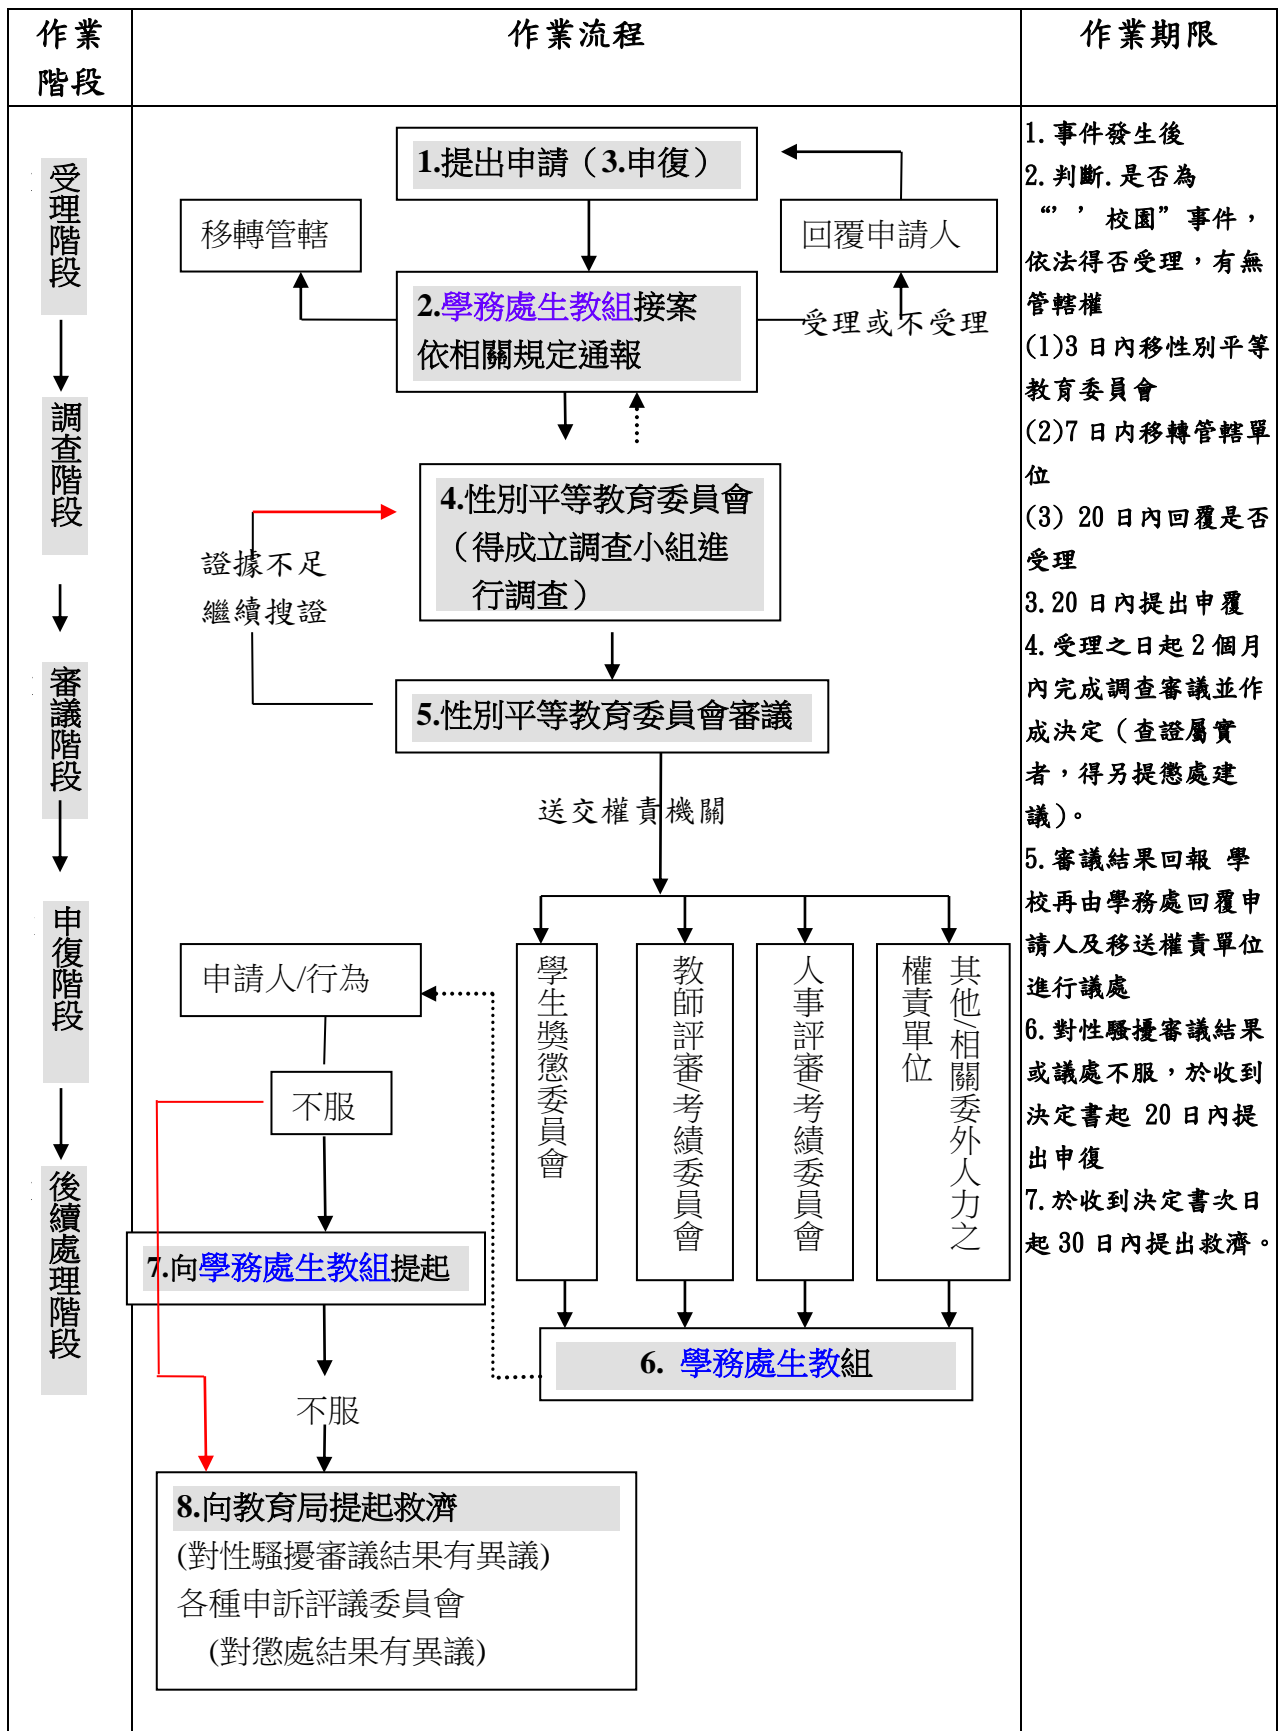 作業
階段
作業流程
作業期限
受理階段
調查階段
審議階段
申復階段
後續處理階段
1.提出申請（3.申復）
移轉管轄
回覆申請人
2.學務處生教組接案
依相關規定通報
受理或不受理
4.性別平等教育委員會
（得成立調查小組進
行調查）
證據不足
繼續搜證
5.性別平等教育委員會審議
送交權責機關
學生獎懲委員會
教師評審/考績委員會
人事評審/考績委員會
其他/相關委外人力之
權責單位
申請人/行為
不服
7.向學務處生教組提起
6. 學務處生教組
不服
8.向教育局提起救濟
(對性騷擾審議結果有異議)
各種申訴評議委員會
(對懲處結果有異議)
1.事件發生後
2.判斷.是否為
“’’校園”事件，
依法得否受理，有無
管轄權
(1)3 日內移性別平等
教育委員會
(2)7 日內移轉管轄單
位
(3) 20 日內回覆是否
受理
3.20 日內提出申覆
4.受理之日起 2 個月
內完成調查審議並作
成決定（查證屬實
者，得另提懲處建
議）。
5.審議結果回報 學
校再由學務處回覆申
請人及移送權責單位
進行議處
6.對性騷擾審議結果
或議處不服，於收到
決定書起 20 日內提
出申復
7.於收到決定書次日
起 30 日內提出救濟。